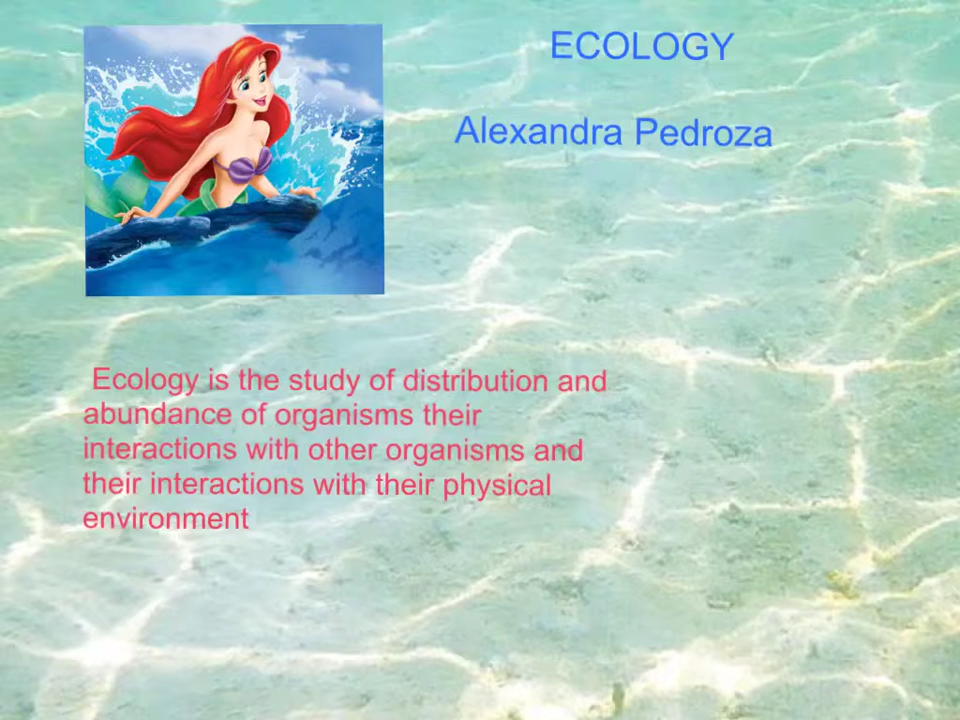 ECOLOGY
Alexandra Pedroza
Ecology is the study of distribution and
abundance of organisms their
interactions with other organisms and
their interactions with their physical
environment